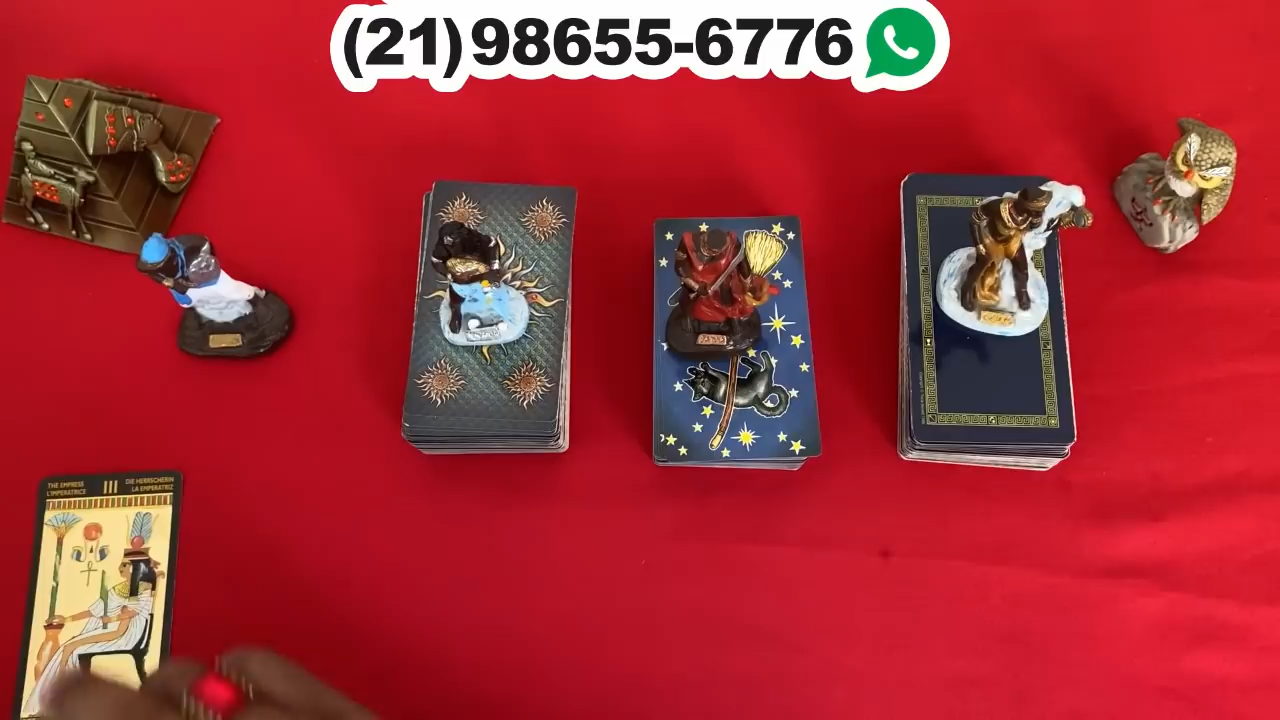 (21)98655-6776
THE EMPRESS III DIE HERRSCHERIN
L'IMPERATRICE LA EMPERATRIZ